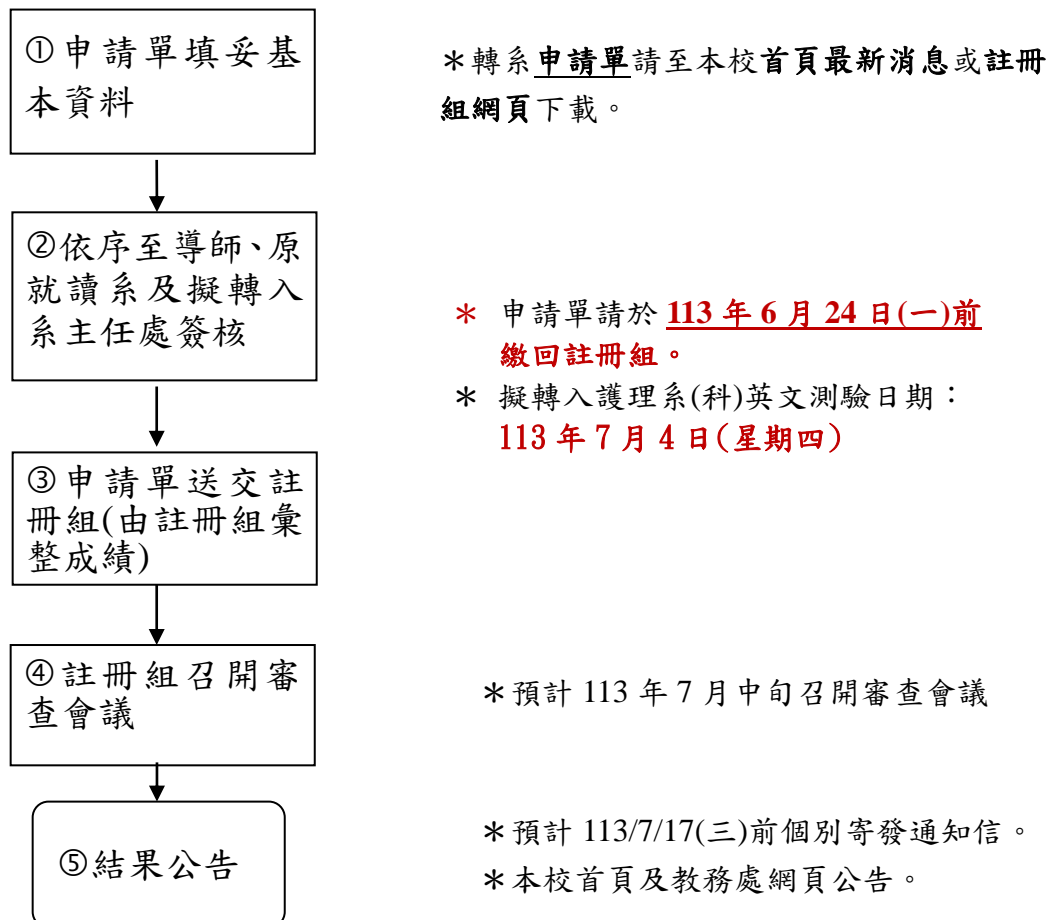 ①申請單填妥基
本資料
＊轉系申請單請至本校首頁最新消息或註冊
組網頁下載。
②依序至導師、原
就讀系及擬轉入
系主任處簽核
＊ 申請單請於 113 年 6 月 24 日(一)前
繳回註冊組。
＊ 擬轉入護理系(科)英文測驗日期：
113 年 7 月 4 日(星期四)
③申請單送交註
冊組(由註冊組彙
整成績)
④註冊組召開審
查會議
＊預計 113 年 7 月中旬召開審查會議
⑤結果公告
＊預計 113/7/17(三)前個別寄發通知信。
＊本校首頁及教務處網頁公告。